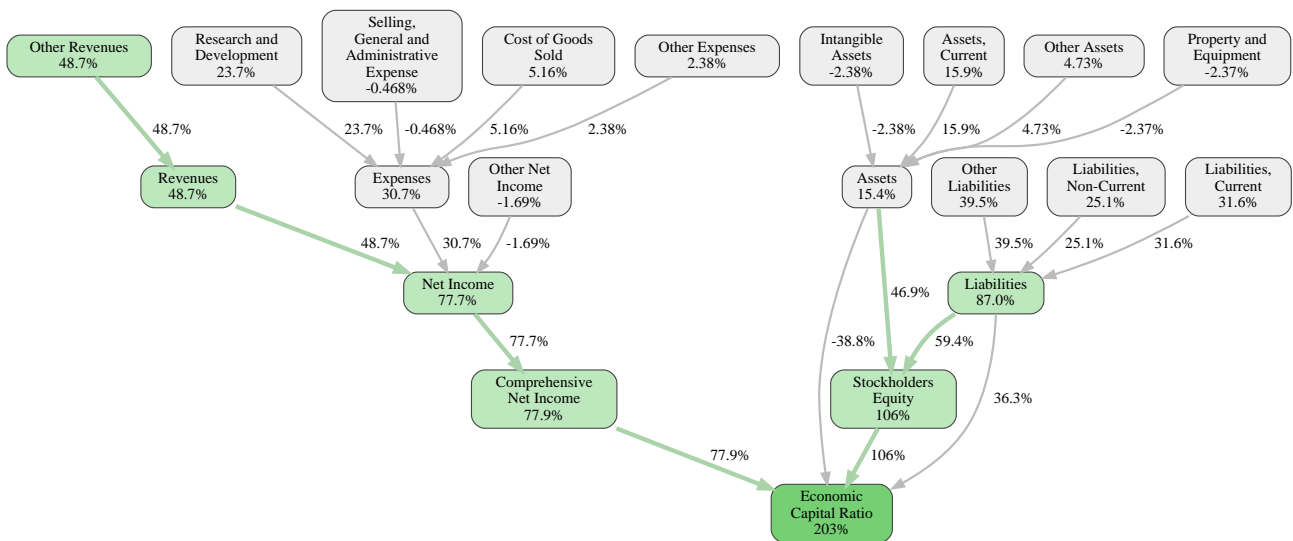 Other Revenues
48.7%
Research and
Development
23.7%
Selling,
General and
Administrative
Expense
-0.468%
Cost of Goods
Sold
5.16%
Other Expenses
2.38%
Intangible
Assets
-2.38%
Assets,
Current
15.9%
Other Assets
4.73%
Property and
Equipment
-2.37%
48.7%
23.7%
-0.468%
5.16%
2.38%
-2.38%
15.9%
4.73%
-2.37%
Revenues
48.7%
Expenses
30.7%
Other Net
Income
-1.69%
Assets
15.4%
Other
Liabilities
39.5%
Liabilities,
Non-Current
25.1%
Liabilities,
Current
31.6%
48.7%
30.7%
-1.69%
39.5%
25.1%
31.6%
Net Income
77.7%
46.9%
Liabilities
87.0%
77.7%
-38.8%
59.4%
Comprehensive
Net Income
77.9%
Stockholders
Equity
106%
36.3%
77.9%
106%
Economic
Capital Ratio
203%